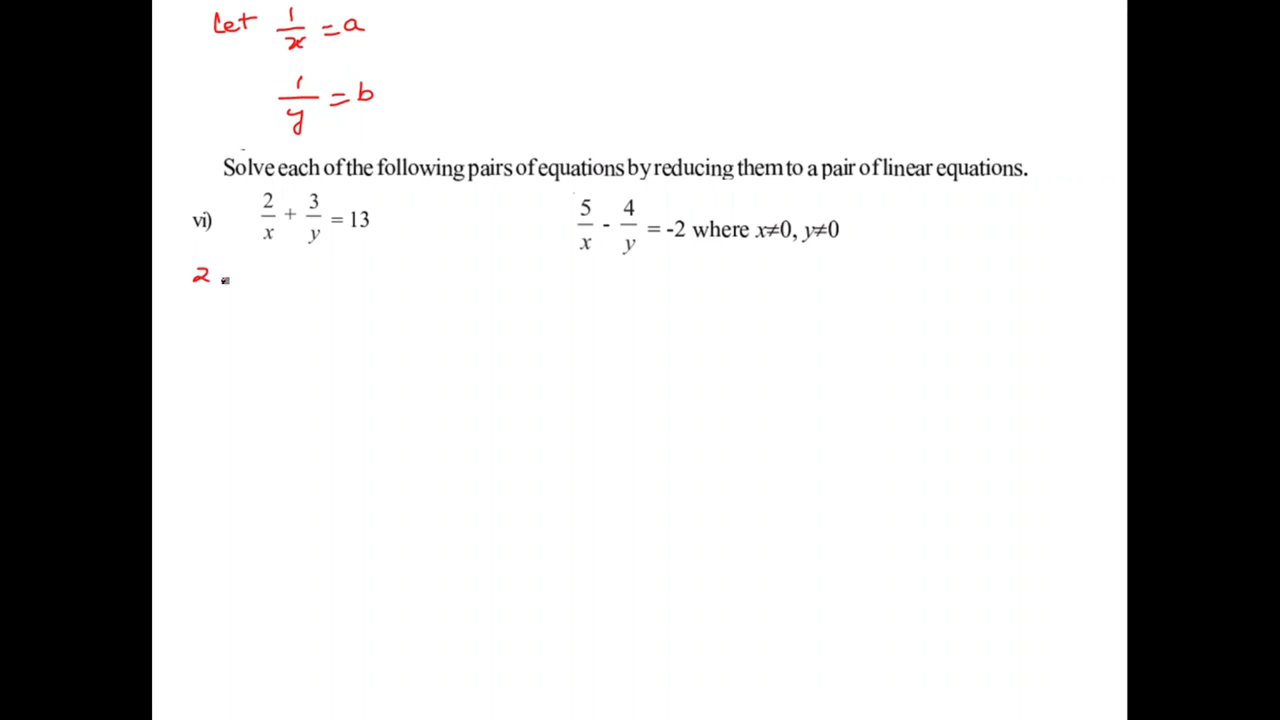 Let 1/x = a
1/y = b
Solve each of the following pairs of equations by reducing them to a pair of linear equations.
vi) 2/x + 3/y = 13 5/x - 4/y = -2 where x≠0, y≠0
2